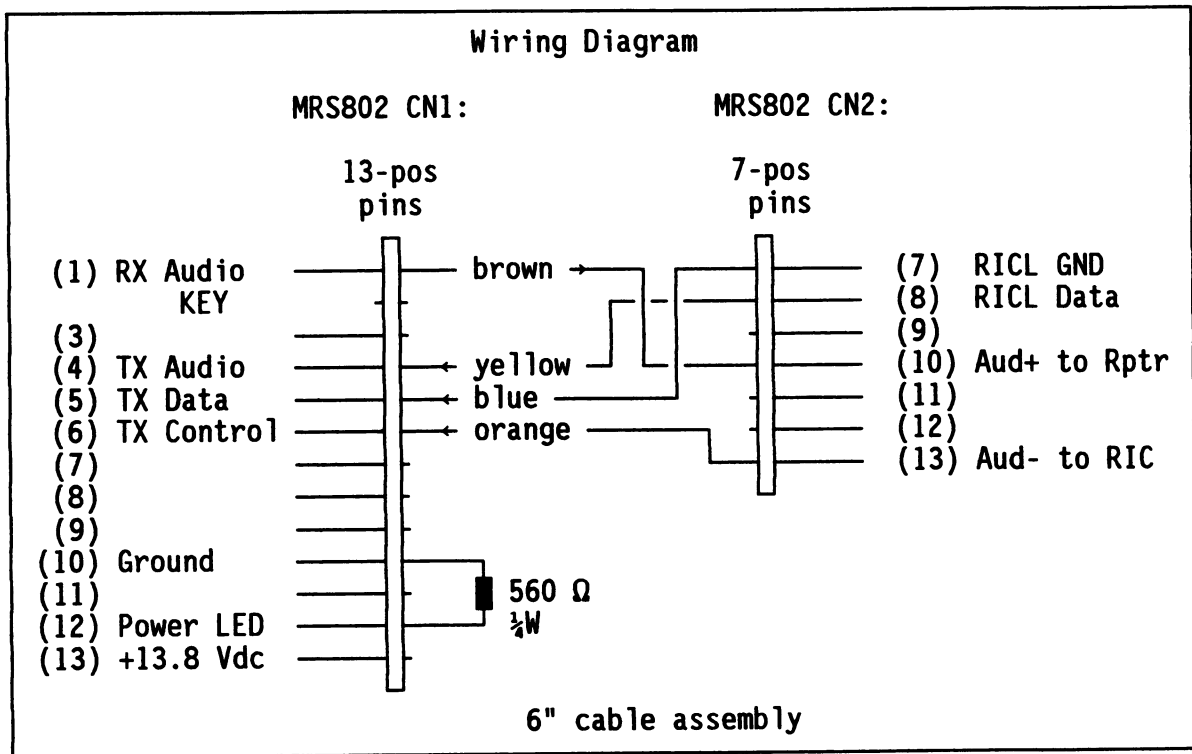 Wiring Diagram
MRS802 CN1: MRS802 CN2:
13-pos 7-pos
pins pins
(1) RX Audio brown (7) RICL GND
KEY (8) RICL Data
(3) (9)
(4) TX Audio yellow (10) Aud+ to Rptr
(5) TX Data blue (11)
(6) TX Control orange (12)
(7) (13) Aud- to RIC
(8)
(9)
(10) Ground
(11) 560 Ω
(12) Power LED ¼W
(13) +13.8 Vdc
6" cable assembly